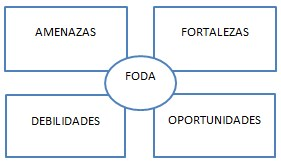 AMENAZAS
FORTALEZAS
FODA
DEBILIDADES
OPORTUNIDADES